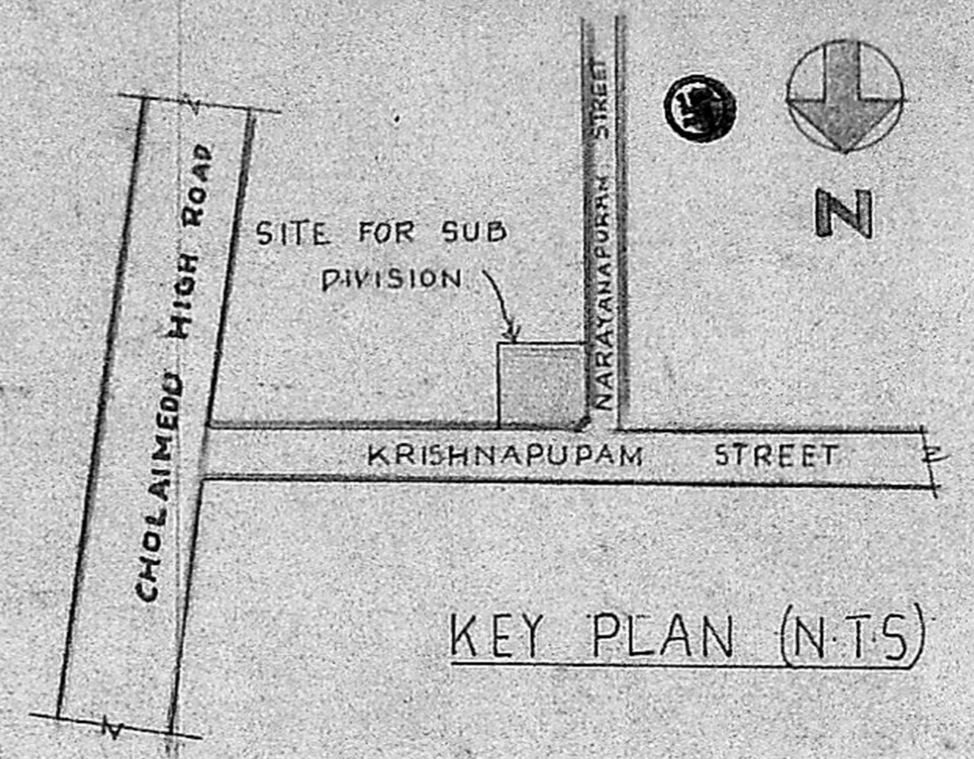 CHOLAIMEDU HIGH ROAD
SITE FOR SUB
DIVISION
NARAYANAPURAM STREET
N
KRISHNAPUPAM STREET
KEY PLAN (N.T.S)